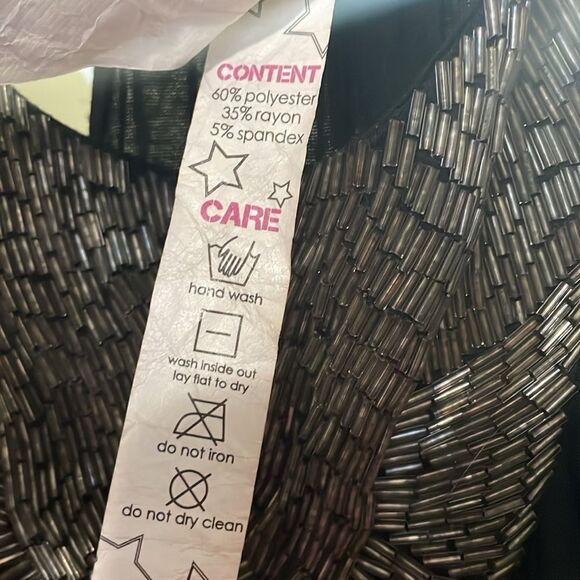 CONTENT
60% polyester
35% rayon
5% spandex
CARE
hand wash
wash inside out
lay flat to dry
do not iron
do not dry clean